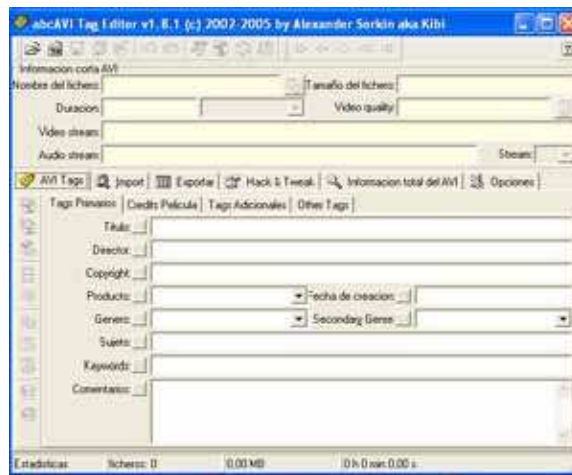 abcAVI Tag Editor v1.8.1 (c) 2002-2005 by Alexander Sorkin aka Kibi
Informacion corta AVI
Nombre del fichero: Tamaño del fichero:
Duracion: Video quality:
Video stream:
Audio stream: Stream:
AVI Tags Import Exportar Hack & Tweak Informacion total del AVI Opciones
Tags Primarios Credits Pelicula Tags Adicionales Other Tags
Titulo:
Director:
Copyright:
Producto: Fecha de creacion:
Genero: Secondary Genre
Sujeto:
Keywords:
Comentarios:
Estadisticas: ficheros: 0 0,00 MB 0 h 0 min 0,00 s